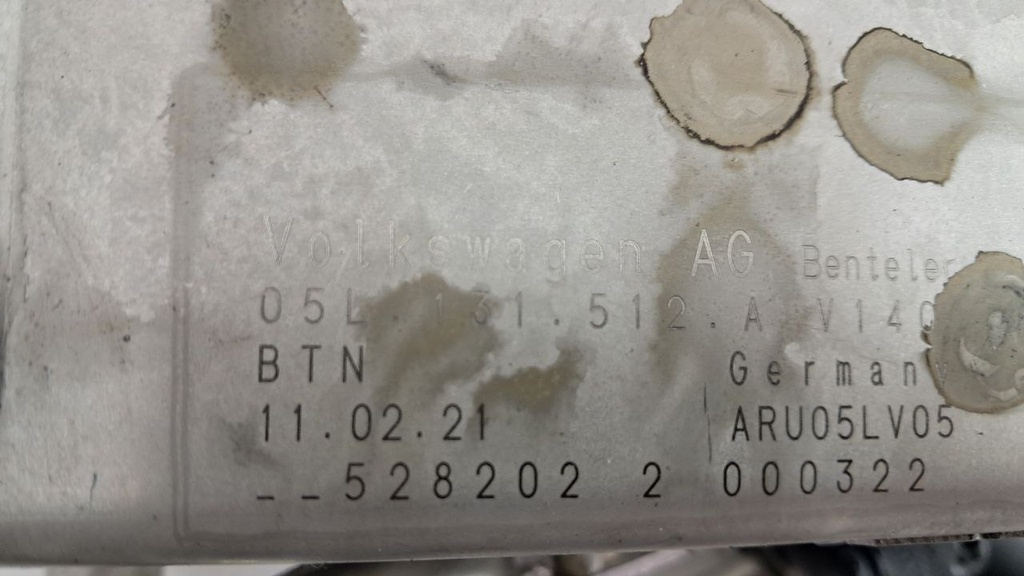 Volkswagen AG Benteler
05L.131.512.A V140
BTN Germany
11.02.21 ARU05LV05
__528202 2 000322